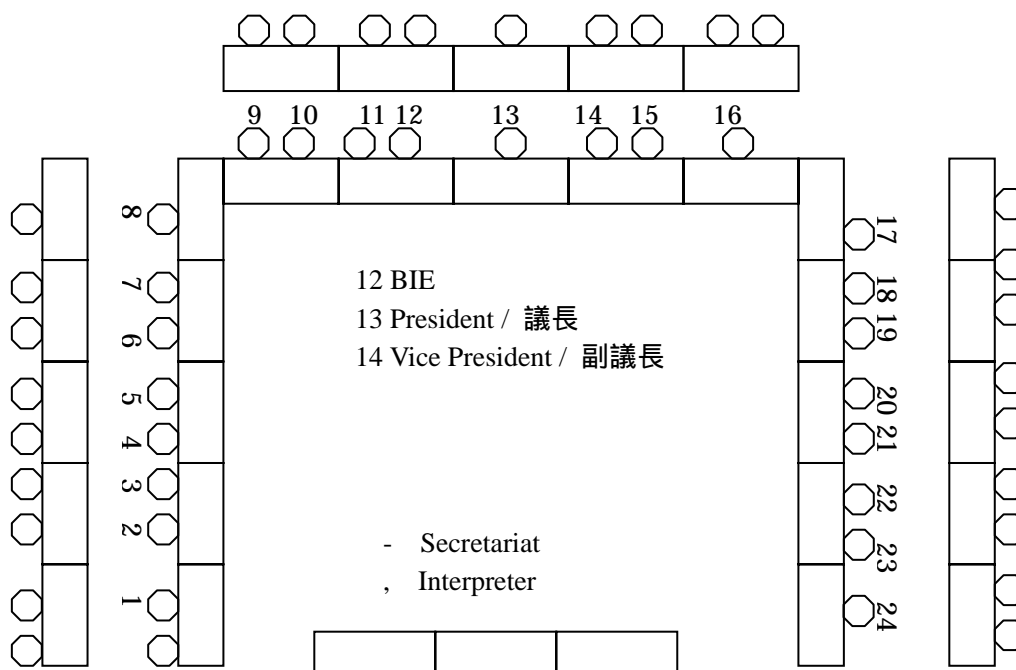 9 10 11 12 13 14 15 16
8
7
6
5
4
3
2
1
17
18
19
20
21
22
23
24
12 BIE
13 President / 議長
14 Vice President / 副議長
- Secretariat
, Interpreter